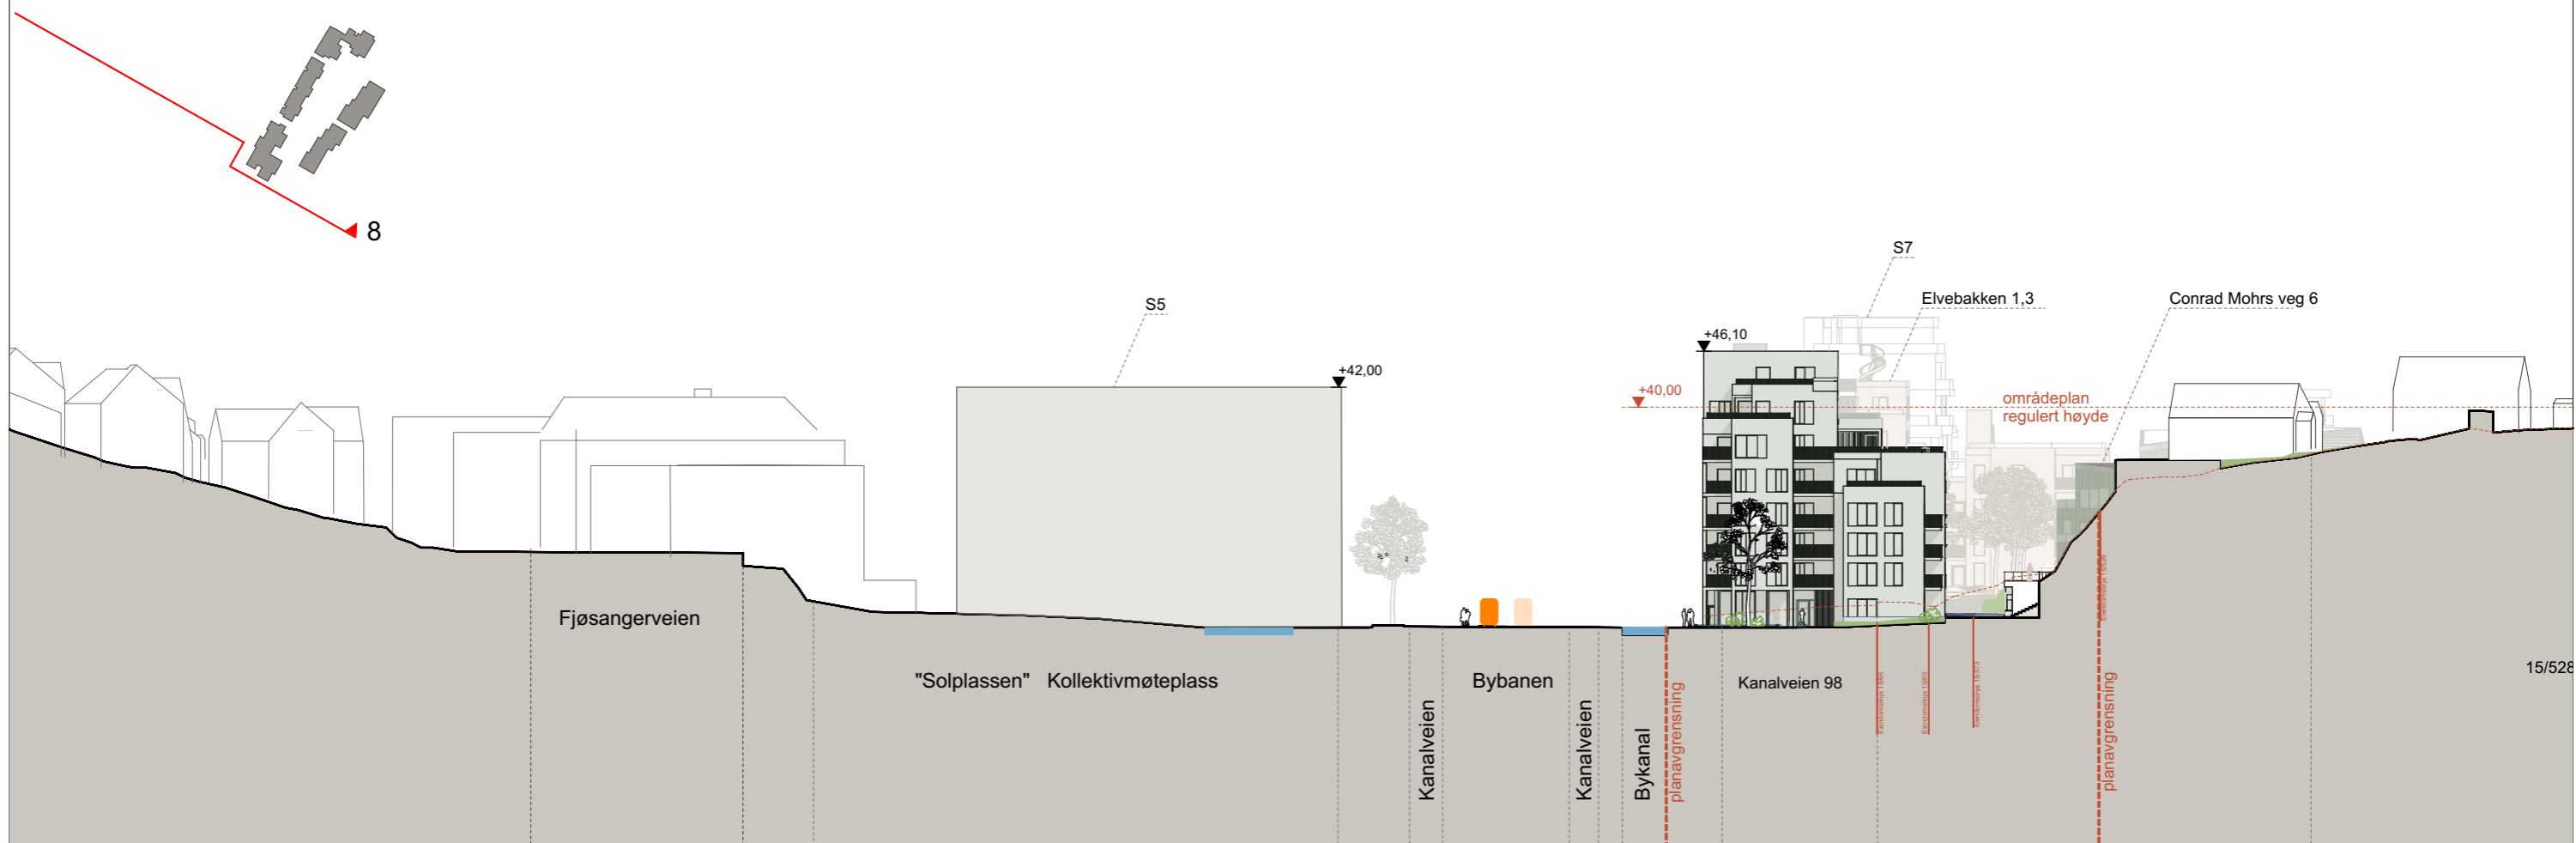 8
S7
S5
Elvebakken 1,3
Conrad Mohrs veg 6
+46,10
+42,00
+40,00
områdeplan
regulert høyde
Fjøsangerveien
"Solplassen" Kollektivmøteplass
Bybanen
Kanalveien 98
15/528
Kanalveien
Kanalveien
Bykanal
planavgrensning
planavgrensning